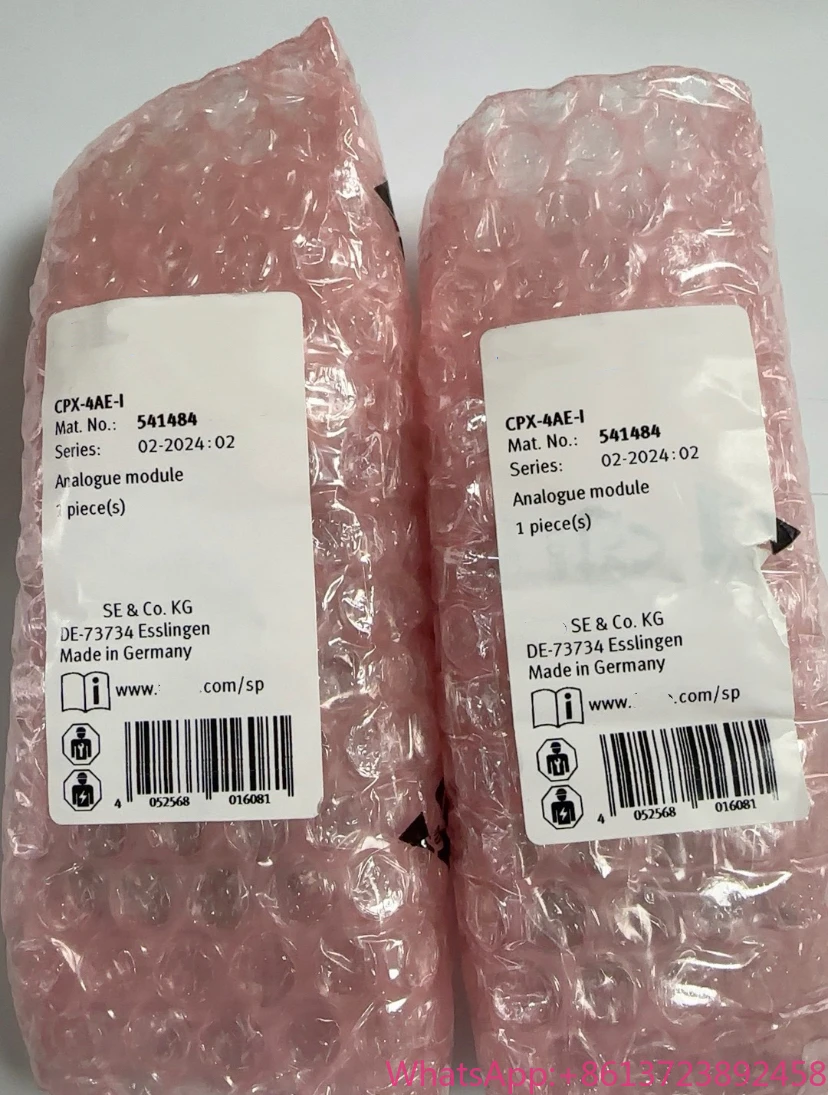 CPX-4AE-I
Mat. No.: 541484
Series: 02-2024:02
Analogue module
piece(s)
SE & Co. KG
DE-73734 Esslingen
Made in Germany
www. .com/sp
4 052568 016081
CPX-4AE-I
Mat. No.: 541484
Series: 02-2024:02
Analogue module
1 piece(s)
SE & Co. KG
DE-73734 Esslingen
Made in Germany
www. .com/sp
4 052568 016081
WhatsApp:+8613723892458